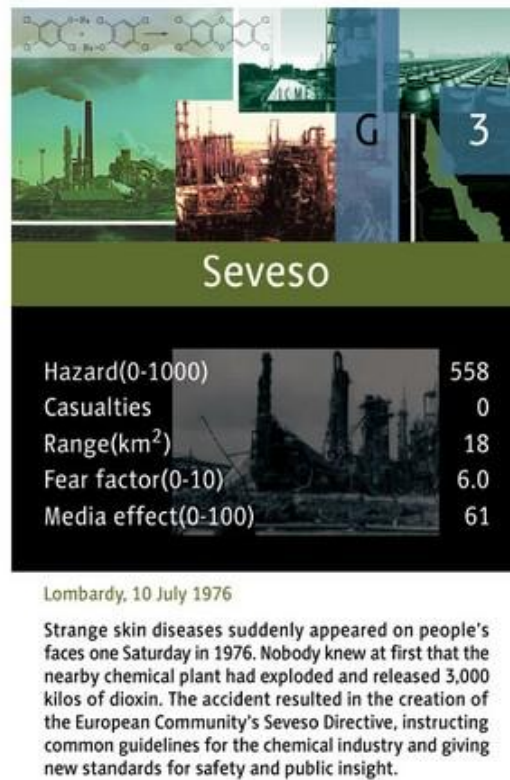 G
3
Seveso
Hazard(0-1000) 558
Casualties 0
Range(km²) 18
Fear factor(0-10) 6.0
Media effect(0-100) 61
Lombardy, 10 July 1976
Strange skin diseases suddenly appeared on people's
faces one Saturday in 1976. Nobody knew at first that the
nearby chemical plant had exploded and released 3,000
kilos of dioxin. The accident resulted in the creation of
the European Community's Seveso Directive, instructing
common guidelines for the chemical industry and giving
new standards for safety and public insight.